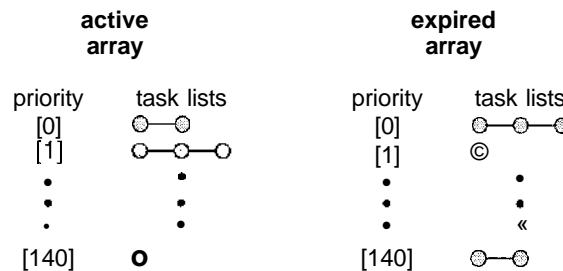 active
array
expired
array
priority task lists
priority task lists
[0]
[0]
[1]
[1] ©
«
[140] o
[140]